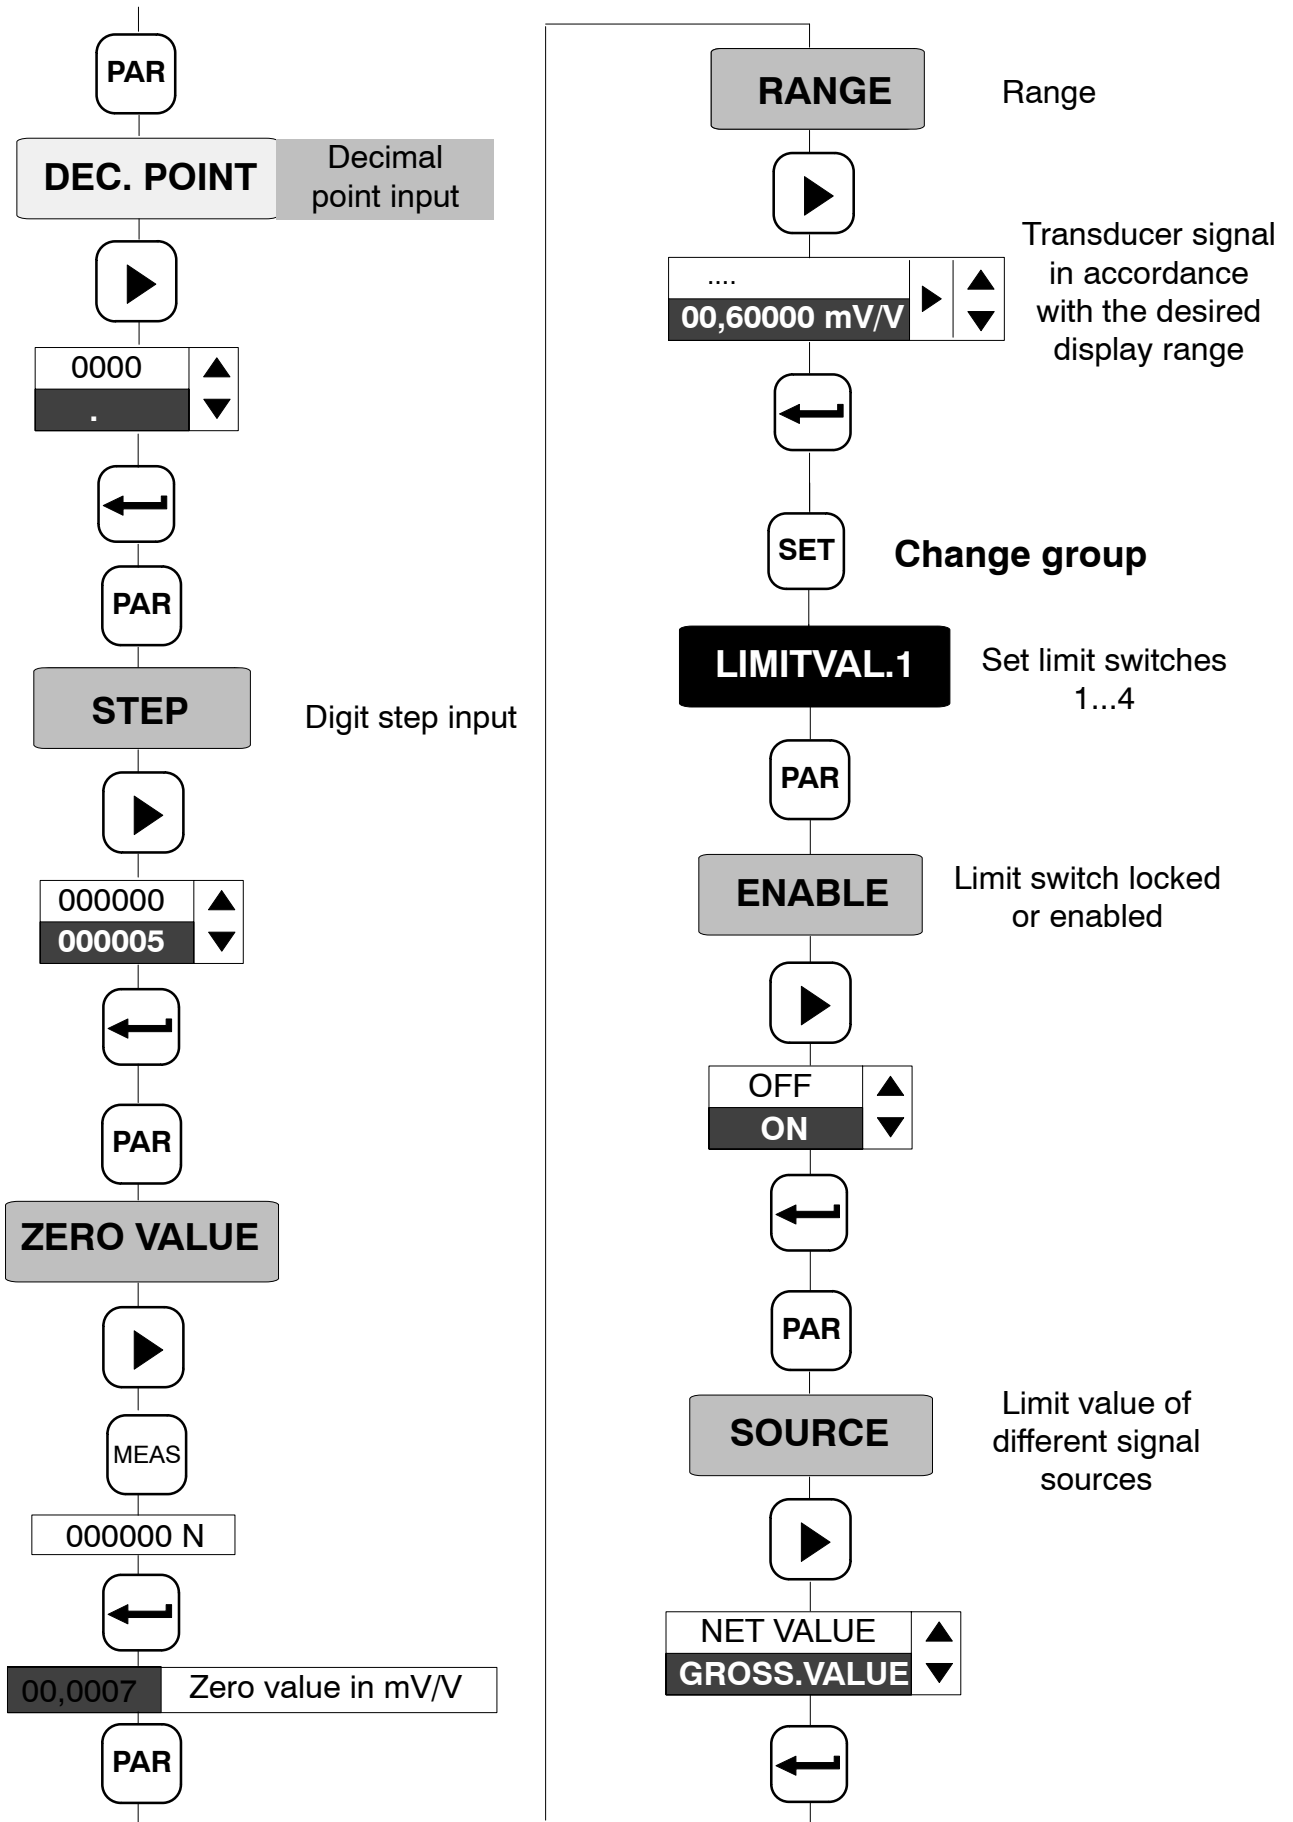 PAR
DEC. POINT
Decimal
point input
0000
.
PAR
STEP
Digit step input
000000
000005
PAR
ZERO VALUE
MEAS
000000 N
00,0007
Zero value in mV/V
PAR
RANGE
Range
....
00,60000 mV/V
Transducer signal
in accordance
with the desired
display range
SET
Change group
LIMITVAL.1
Set limit switches
1...4
PAR
ENABLE
Limit switch locked
or enabled
OFF
ON
PAR
SOURCE
Limit value of
different signal
sources
NET VALUE
GROSS.VALUE